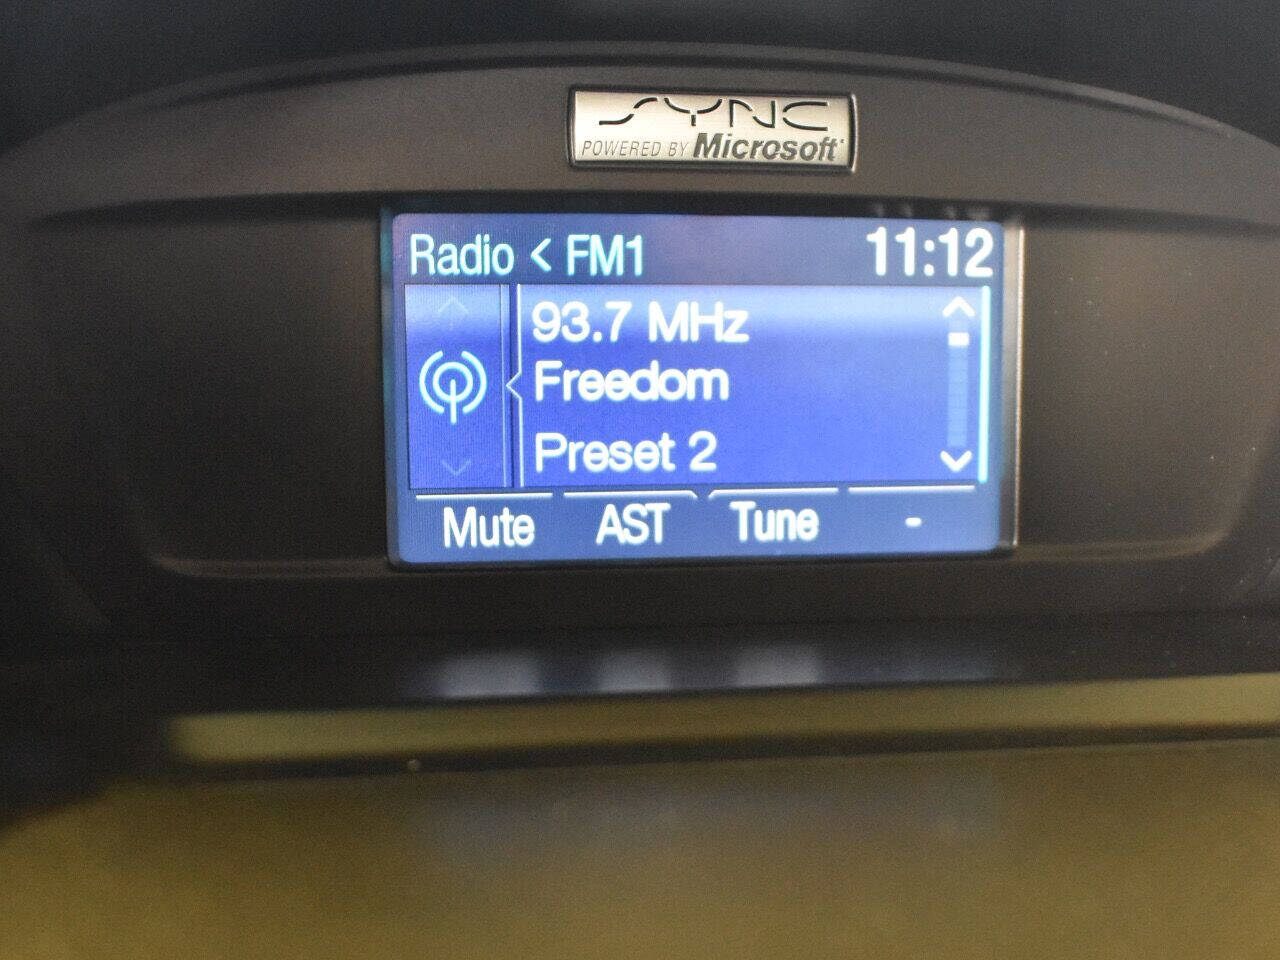 SYNC
POWERED BY Microsoft
Radio < FM1 11:12
93.7 MHz
Freedom
Preset 2
Mute AST Tune -